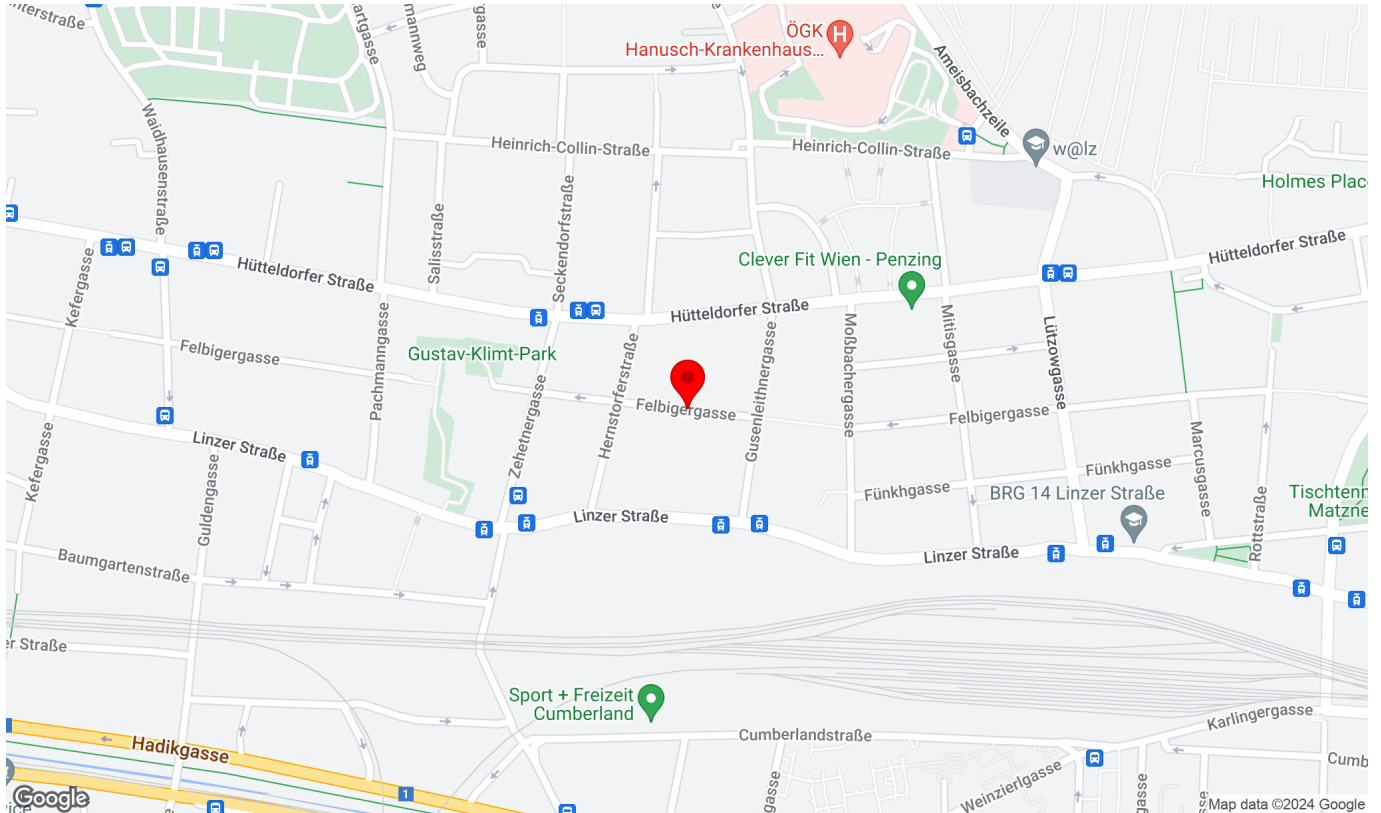 ÖGK
Hanusch-Krankenhaus...
Ameisbachzeile
Heinrich-Collin-Straße
Heinrich-Collin-Straße
w@lz
Holmes Plac
Waidhausenstraße
Salisstraße
Seckendorfstraße
Hütteldorfer Straße
Clever Fit Wien - Penzing
Hütteldorfer Straße
Hütteldorfer Straße
Kefergasse
Felbigergasse
Pachmanngasse
Gustav-Klimt-Park
Zehetnergasse
Hernstorferstraße
Felbigergasse
Gusenleithnergasse
Moßbachergasse
Mitisgasse
Lützowgasse
Felbigergasse
Marcusgasse
Kefergasse
Linzer Straße
Guldengasse
Fünkhgasse
Fünkhgasse
BRG 14 Linzer Straße
Rottstraße
Tischtenn
Matzne
Linzer Straße
Linzer Straße
Baumgartenstraße
er Straße
Sport + Freizeit
Cumberland
Karlingergasse
Hadikgasse
Cumberlandstraße
Cumb
Weinzierlgasse
gasse
1
Google
Map data ©2024 Google